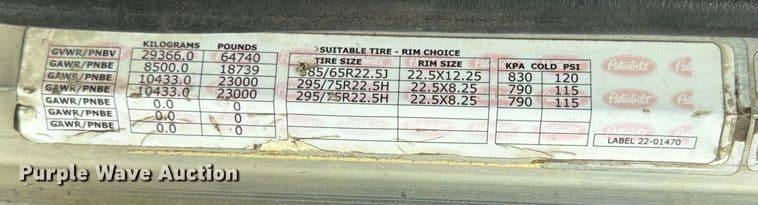 KILOGRAMS POUNDS SUITABLE TIRE - RIM CHOICE
GVWR/PNBV 29366.0 64740 TIRE SIZE RIM SIZE KPA COLD PSI
GAWR/PNBE 8500.0 18739 385/65R22.5J 22.5X12.25 830 120
GAWR/PNBE 10433.0 23000 295/75R22.5H 22.5X8.25 790 115
GAWR/PNBE 10433.0 23000 295/75R22.5H 22.5X8.25 790 115
GAWR/PNBE 0.0 0
GAWR/PNBE 0.0 0
GAWR/PNBE 0.0 0
Peterbilt
Peterbilt
LABEL 22-01470
Purple Wave Auction